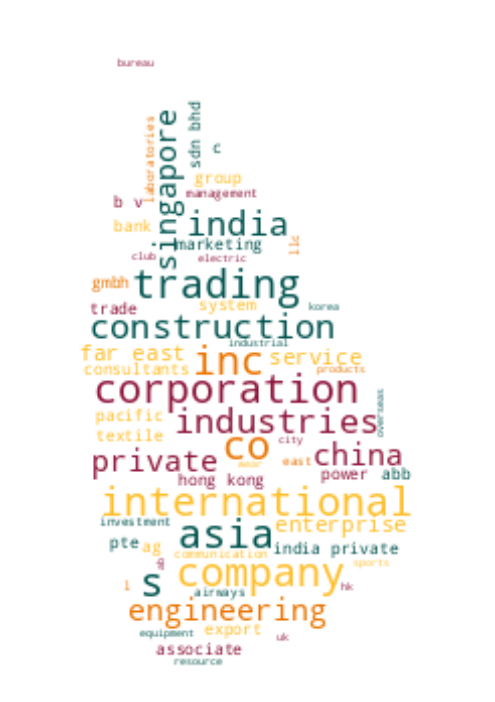 bureau
singapore
sdn bhd
laboratories
c
group
management
b v
bank
india
marketing
llc
club
electric
gmbh
trading
trade
system
korea
construction
industrial
far east
inc
service
consultants
products
corporation
overseas
pacific
industries
textile
co
city
china
private
east
power
abb
hong kong
international
investment
asia
enterprise
pte
ag
india private
communication
sports
company
l
s
airways
hk
engineering
equipment
export
uk
associate
resource